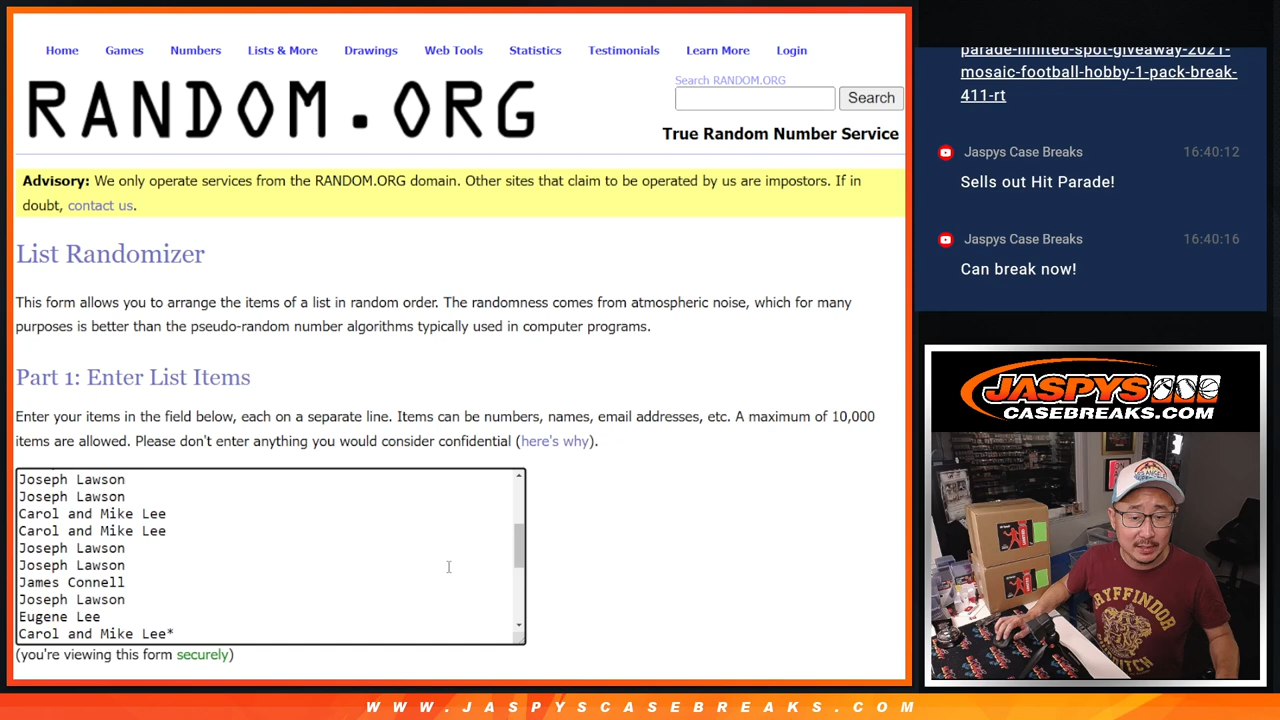 Home Games Numbers Lists & More Drawings Web Tools Statistics Testimonials Learn More Login
RANDOM.ORG
Search RANDOM.ORG
Search
True Random Number Service
Advisory: We only operate services from the RANDOM.ORG domain. Other sites that claim to be operated by us are impostors. If in
doubt, contact us.
List Randomizer
This form allows you to arrange the items of a list in random order. The randomness comes from atmospheric noise, which for many
purposes is better than the pseudo-random number algorithms typically used in computer programs.
Part 1: Enter List Items
Enter your items in the field below, each on a separate line. Items can be numbers, names, email addresses, etc. A maximum of 10,000
items are allowed. Please don't enter anything you would consider confidential (here's why).
Joseph Lawson
Joseph Lawson
Carol and Mike Lee
Carol and Mike Lee
Joseph Lawson
Joseph Lawson
James Connell
Joseph Lawson
Eugene Lee
Carol and Mike Lee*
(you're viewing this form securely)
parade-limited-spot-giveaway-2021-
mosaic-football-hobby-1-pack-break-
411-rt
Jaspys Case Breaks 16:40:12
Sells out Hit Parade!
Jaspys Case Breaks 16:40:16
Can break now!
JASPYS
CASEBREAKS.COM
GRYFFINDOR
QUIDDITCH
WWW.JASPYSCASEBREAKS.COM